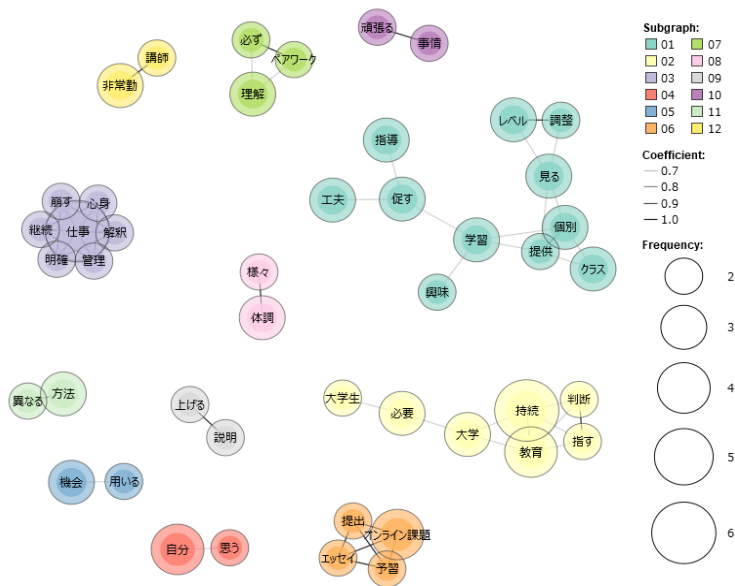 講師
非常勤
必ず
ペアワーク
理解
頑張る
事情
レベル
調整
指導
見る
工夫
促す
個別
学習
提供
クラス
興味
崩す
心身
継続
仕事
解釈
明確
管理
様々
体調
異なる
方法
上げる
説明
大学生
必要
大学
持続
判断
教育
指す
機会
用いる
自分
思う
提出
オンライン課題
エッセイ
予習
Subgraph:
01
07
02
08
03
09
04
10
05
11
06
12
Coefficient:
0.7
0.8
0.9
1.0
Frequency:
2
3
4
5
6